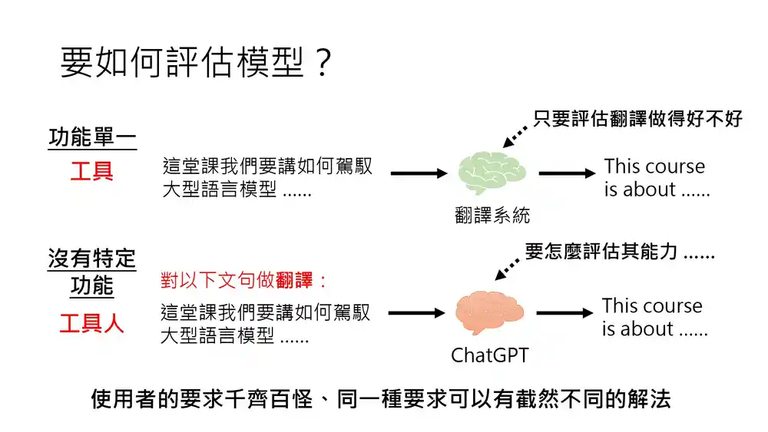 要如何評估模型？
只要評估翻譯做得好不好
功能單一
工具
這堂課我們要講如何駕馭
大型語言模型 ......
翻譯系統
This course
is about ......
要怎麼評估其能力 ......
沒有特定
功能
工具人
對以下文句做翻譯：
這堂課我們要講如何駕馭
大型語言模型 ......
ChatGPT
This course
is about ......
使用者的要求千齊百怪、同一種要求可以有截然不同的解法